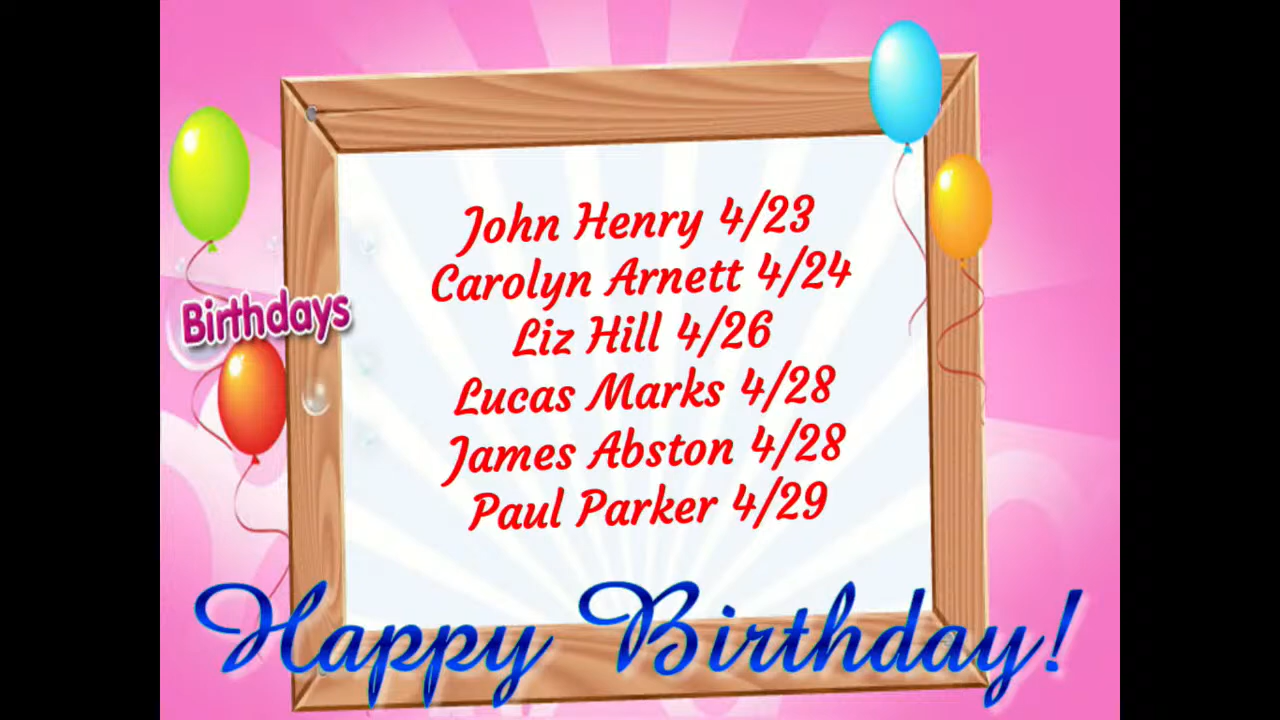 John Henry 4/23
Carolyn Arnett 4/24
Liz Hill 4/26
Birthdays
Lucas Marks 4/28
James Abston 4/28
Paul Parker 4/29
Happy Birthday!